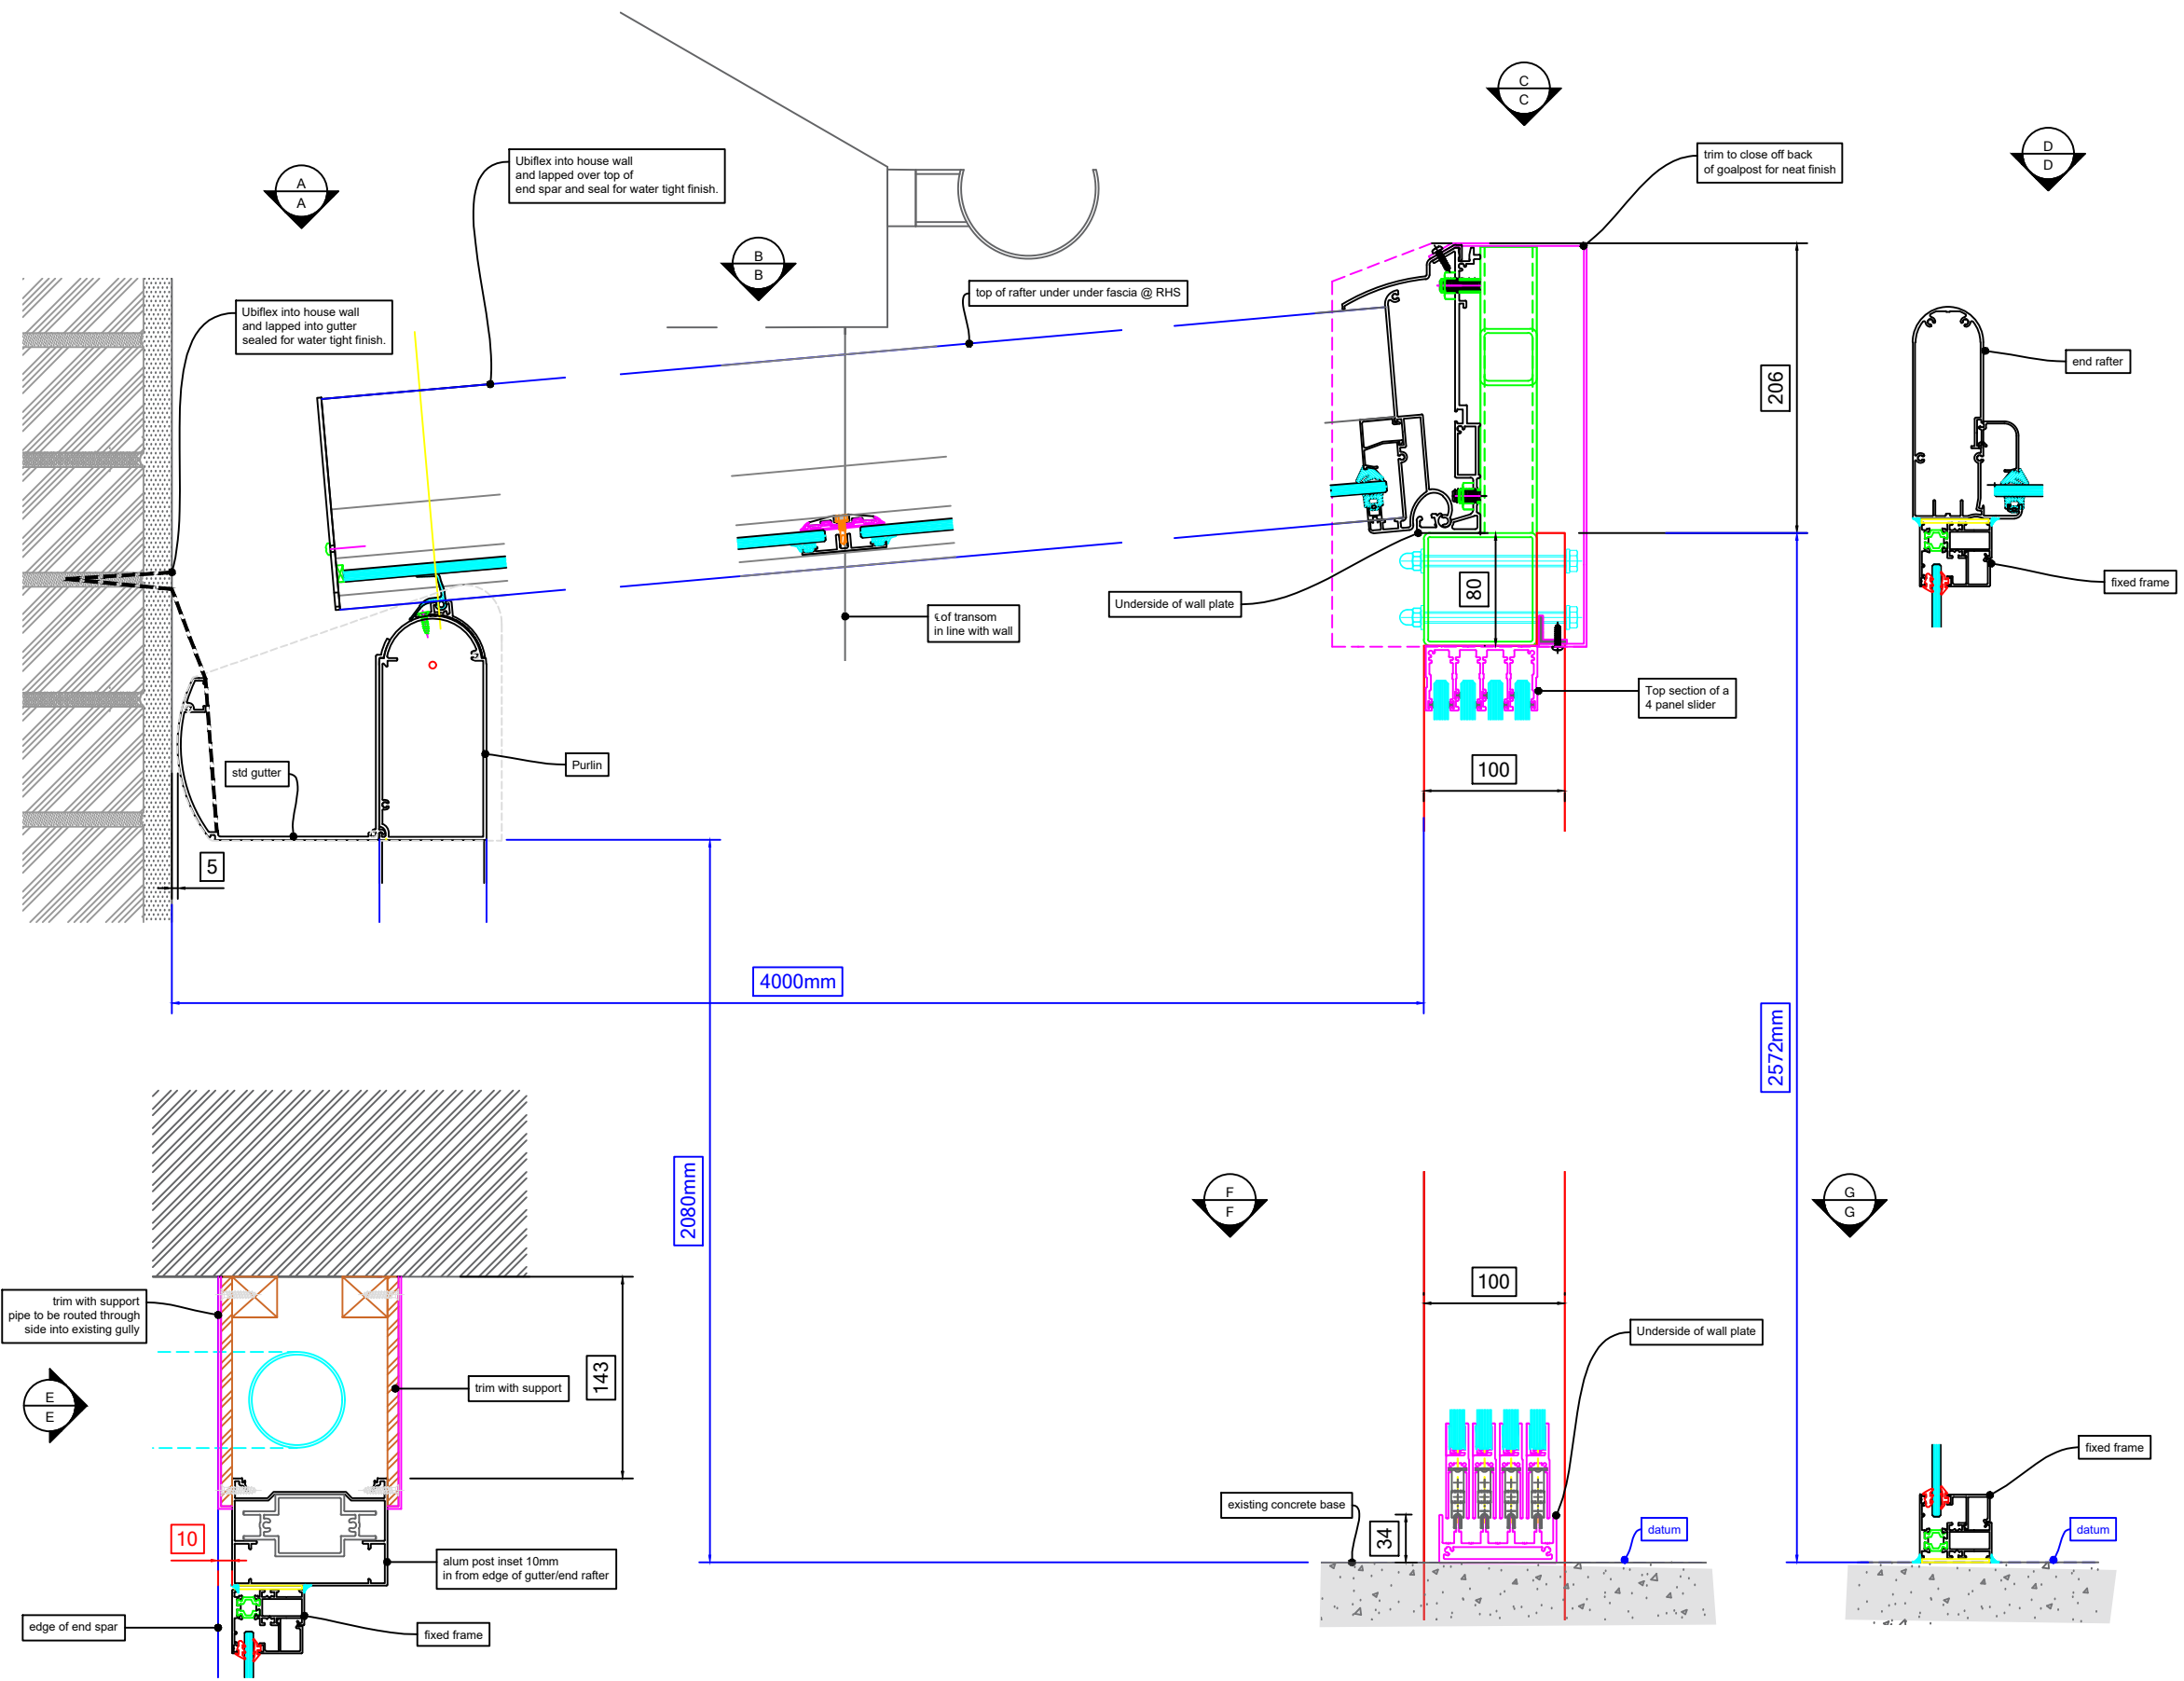 C
C
D
D
A
A
B
B
Ubiflex into house wall
and lapped over top of
end spar and seal for water tight finish.
trim to close off back
of goalpost for neat finish
top of rafter under under fascia @ RHS
Ubiflex into house wall
and lapped into gutter
sealed for water tight finish.
206
end rafter
80
fixed frame
Underside of wall plate
℄of transom
in line with wall
Top section of a
4 panel slider
std gutter
Purlin
100
5
4000mm
2572mm
2080mm
F
F
G
G
100
trim with support
pipe to be routed through
side into existing gully
Underside of wall plate
143
E
E
trim with support
fixed frame
existing concrete base
34
datum
datum
10
alum post inset 10mm
in from edge of gutter/end rafter
edge of end spar
fixed frame